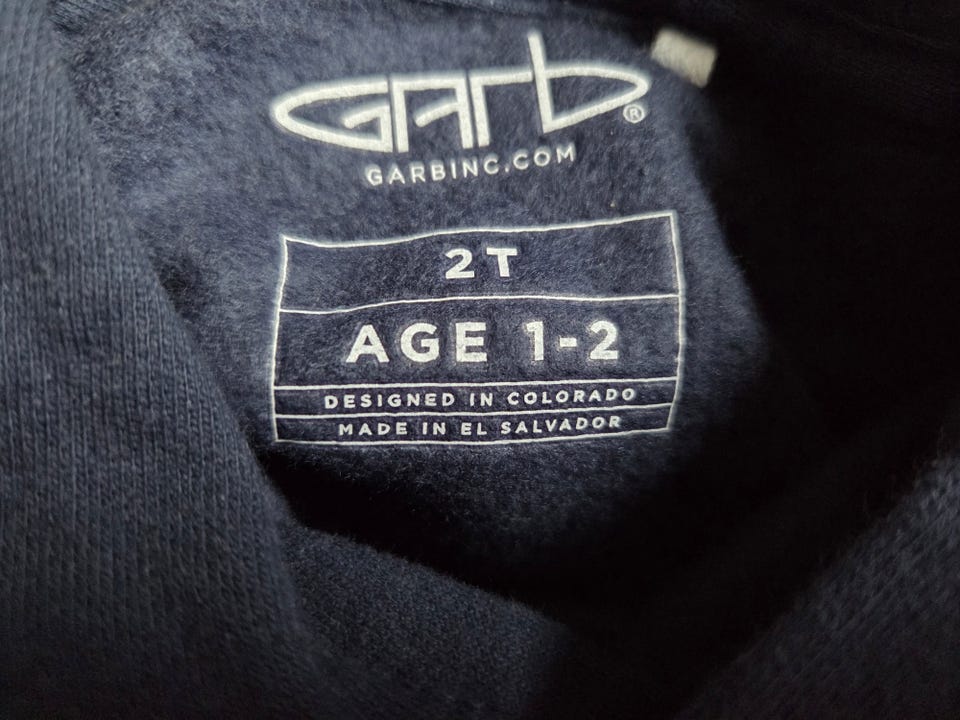 GARB®
GARBINC.COM
2T
AGE 1-2
DESIGNED IN COLORADO
MADE IN EL SALVADOR